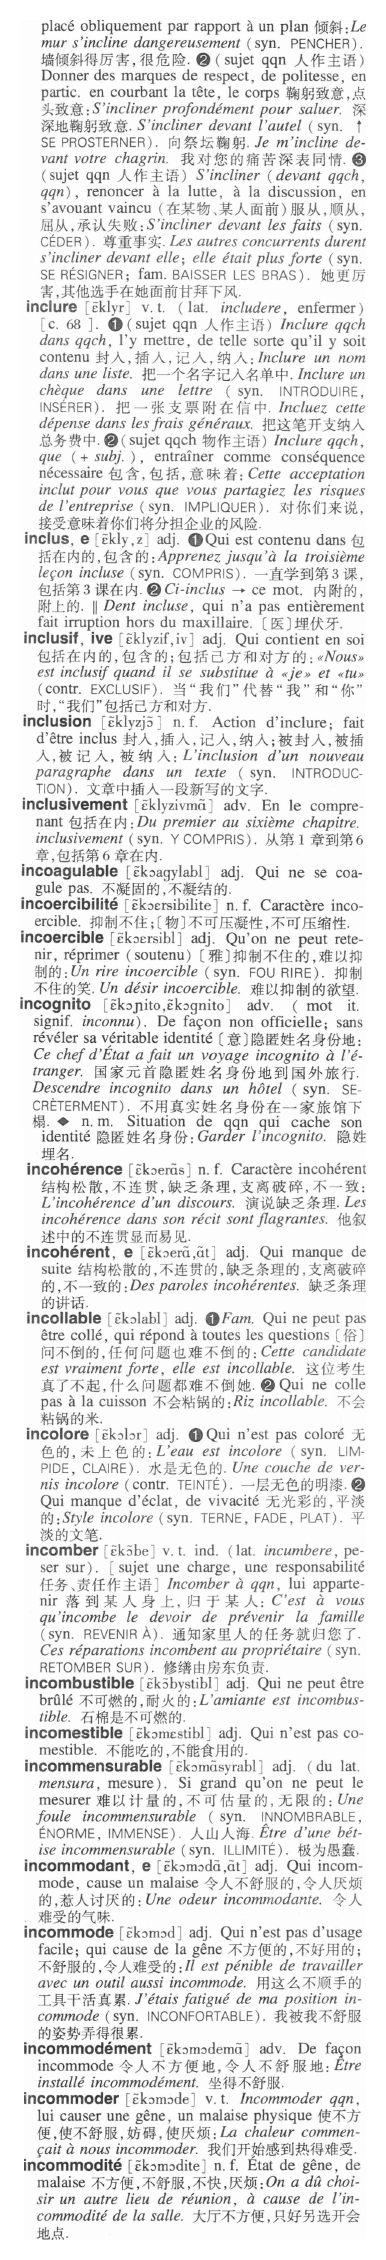 placé obliquement par rapport à un plan 倾斜:Le
mur s'incline dangereusement (syn. PENCHER).
墙倾斜得厉害,很危险. ❷ (sujet qqn 人作主语)
Donner des marques de respect, de politesse, en
partic. en courbant la tête, le corps 鞠躬致意,点
头致意:S'incliner profondément pour saluer. 深
深地鞠躬致意. S'incliner devant l'autel (syn. ↑
SE PROSTERNER). 向祭坛鞠躬. Je m'incline de-
vant votre chagrin. 我对您的痛苦深表同情. ❸
(sujet qqn 人作主语) S'incliner (devant qqch,
qqn), renoncer à la lutte, à la discussion, en
s'avouant vaincu (在某物、某人面前)服从,顺从,
屈从,承认失败:S'incliner devant les faits (syn.
CÉDER). 尊重事实. Les autres concurrents durent
s'incliner devant elle; elle était plus forte (syn.
SE RÉSIGNER; fam. BAISSER LES BRAS). 她更厉
害,其他选手在她面前甘拜下风.
inclure [ɛ̃klyr] v. t. (lat. includere, enfermer)
[c. 68]. ❶ (sujet qqn 人作主语) Inclure qqch
dans qqch, l'y mettre, de telle sorte qu'il y soit
contenu 封入,插入,记入,纳入:Inclure un nom
dans une liste. 把一个名字记入名单中. Inclure un
chèque dans une lettre (syn. INTRODUIRE,
INSÉRER). 把一张支票附在信中. Incluez cette
dépense dans les frais généraux. 把这笔开支纳入
总务费中. ❷ (sujet qqch 物作主语) Inclure qqch,
que (+ subj.), entraîner comme conséquence
nécessaire 包含,包括,意味着:Cette acceptation
inclut pour vous que vous partagiez les risques
de l'entreprise (syn. IMPLIQUER). 对你们来说,
接受意味着你们将分担企业的风险.
inclus, e [ɛ̃kly,z] adj. ❶ Qui est contenu dans 包
括在内的,包含的:Apprenez jusqu'à la troisième
leçon incluse (syn. COMPRIS). 一直学到第3课,
包括第3课在内. ❷ Ci-inclus → ce mot. 内附的,
附上的. ‖ Dent incluse, qui n'a pas entièrement
fait irruption hors du maxillaire. 〔医〕埋伏牙.
inclusif, ive [ɛ̃klyzif,iv] adj. Qui contient en soi
包括在内的,包含的;包括己方和对方的:«Nous»
est inclusif quand il se substitue à «je» et «tu»
(contr. EXCLUSIF). 当“我们”代替“我”和“你”
时,“我们”包括己方和对方.
inclusion [ɛ̃klyzjɔ̃] n. f. Action d'inclure; fait
d'être inclus 封入,插入,记入,纳入;被封入,被插
入,被记入,被纳入:L'inclusion d'un nouveau
paragraphe dans un texte (syn. INTRODUC-
TION). 文章中插入一段新写的文字.
inclusivement [ɛ̃klyzivmɑ̃] adv. En le compre-
nant 包括在内:Du premier au sixième chapitre.
inclusivement (syn. Y COMPRIS). 从第1章到第6
章,包括第6章在内.
incoagulable [ɛ̃kɔagylabl] adj. Qui ne se coa-
gule pas. 不凝固的,不凝结的.
incoercibilité [ɛ̃kɔɛrsibilite] n. f. Caractère inco-
ercible. 抑制不住;〔物〕不可压凝性,不可压缩性.
incoercible [ɛ̃kɔɛrsibl] adj. Qu'on ne peut rete-
nir, réprimer (soutenu)〔雅〕抑制不住的,难以抑
制的:Un rire incoercible (syn. FOU RIRE). 抑制
不住的笑. Un désir incoercible. 难以抑制的欲望.
incognito [ɛ̃kɔɲito,ɛ̃kɔgnito] adv. (mot it.
signif. inconnu). De façon non officielle; sans
révéler sa véritable identité〔意〕隐匿姓名身份地:
Ce chef d'État a fait un voyage incognito à l'é-
tranger. 国家元首隐匿姓名身份地到国外旅行.
Descendre incognito dans un hôtel (syn. SE-
CRÈTEMENT). 不用真实姓名身份在一家旅馆下
榻. ◆ n. m. Situation de qqn qui cache son
identité 隐匿姓名身份:Garder l'incognito. 隐姓
埋名.
incohérence [ɛ̃kɔerɑ̃s] n. f. Caractère incohérent
结构松散,不连贯,缺乏条理,支离破碎,不一致:
L'incohérence d'un discours. 演说缺乏条理. Les
incohérence dans son récit sont flagrantes. 他叙
述中的不连贯显而易见.
incohérent, e [ɛ̃kɔerɑ̃,ɑ̃t] adj. Qui manque de
suite 结构松散的,不连贯的,缺乏条理的,支离破碎
的,不一致的:Des paroles incohérentes. 缺乏条理
的讲话.
incollable [ɛ̃kɔlabl] adj. ❶ Fam. Qui ne peut pas
être collé, qui répond à toutes les questions〔俗〕
问不倒的,任何问题也难不倒的:Cette candidate
est vraiment forte, elle est incollable. 这位考生
真了不起,什么问题都难不倒她. ❷ Qui ne colle
pas à la cuisson 不会粘锅的:Riz incollable. 不会
粘锅的米.
incolore [ɛ̃kɔlɔr] adj. ❶ Qui n'est pas coloré 无
色的,未上色的:L'eau est incolore (syn. LIM-
PIDE, CLAIRE). 水是无色的. Une couche de ver-
nis incolore (contr. TEINTÉ). 一层无色的明漆. ❷
Qui manque d'éclat, de vivacité 无光彩的,平淡
的:Style incolore (syn. TERNE, FADE, PLAT). 平
淡的文笔.
incomber [ɛ̃kɔ̃be] v. t. ind. (lat. incumbere, pe-
ser sur). [sujet une charge, une responsabilité
任务、责任作主语] Incomber à qqn, lui apparte-
nir 落到某人身上,归于某人:C'est à vous
qu'incombe le devoir de prévenir la famille
(syn. REVENIR À). 通知家里人的任务就归您了.
Ces réparations incombent au propriétaire (syn.
RETOMBER SUR). 修缮由房东负责.
incombustible [ɛ̃kɔ̃bystibl] adj. Qui ne peut être
brûlé 不可燃的,耐火的:L'amiante est incombus-
tible. 石棉是不可燃的.
incomestible [ɛ̃kɔmɛstibl] adj. Qui n'est pas co-
mestible. 不能吃的,不能食用的.
incommensurable [ɛ̃kɔmɑ̃syrabl] adj. (du lat.
mensura, mesure). Si grand qu'on ne peut le
mesurer 难以计量的,不可估量的,无限的:Une
foule incommensurable (syn. INNOMBRABLE,
ÉNORME, IMMENSE). 人山人海. Être d'une bêt-
ise incommensurable (syn. ILLIMITÉ). 极为愚蠢.
incommodant, e [ɛ̃kɔmɔdɑ̃,ɑ̃t] adj. Qui incom-
mode, cause un malaise 令人不舒服的,令人厌烦
的,惹人讨厌的:Une odeur incommodante. 令人
难受的气味.
incommode [ɛ̃kɔmɔd] adj. Qui n'est pas d'usage
facile; qui cause de la gêne 不方便的,不好用的;
不舒服的,令人难受的:Il est pénible de travailler
avec un outil aussi incommode. 用这么不顺手的
工具干活真累. J'étais fatigué de ma position in-
commode (syn. INCONFORTABLE). 我被我不舒服
的姿势弄得很累.
incommodément [ɛ̃kɔmɔdemɑ̃] adv. De façon
incommode 令人不方便地,令人不舒服地:Être
installé incommodément. 坐得不舒服.
incommoder [ɛ̃kɔmɔde] v. t. Incommoder qqn,
lui causer une gêne, un malaise physique 使不方
便,使不舒服,妨碍,使厌烦:La chaleur commen-
çait à nous incommoder. 我们开始感到热得难受.
incommodité [ɛ̃kɔmɔdite] n. f. État de gêne, de
malaise 不方便,不舒服,不快,厌烦:On a dû choi-
sir un autre lieu de réunion, à cause de l'in-
commodité de la salle. 大厅不方便,只好另选开会
地点.